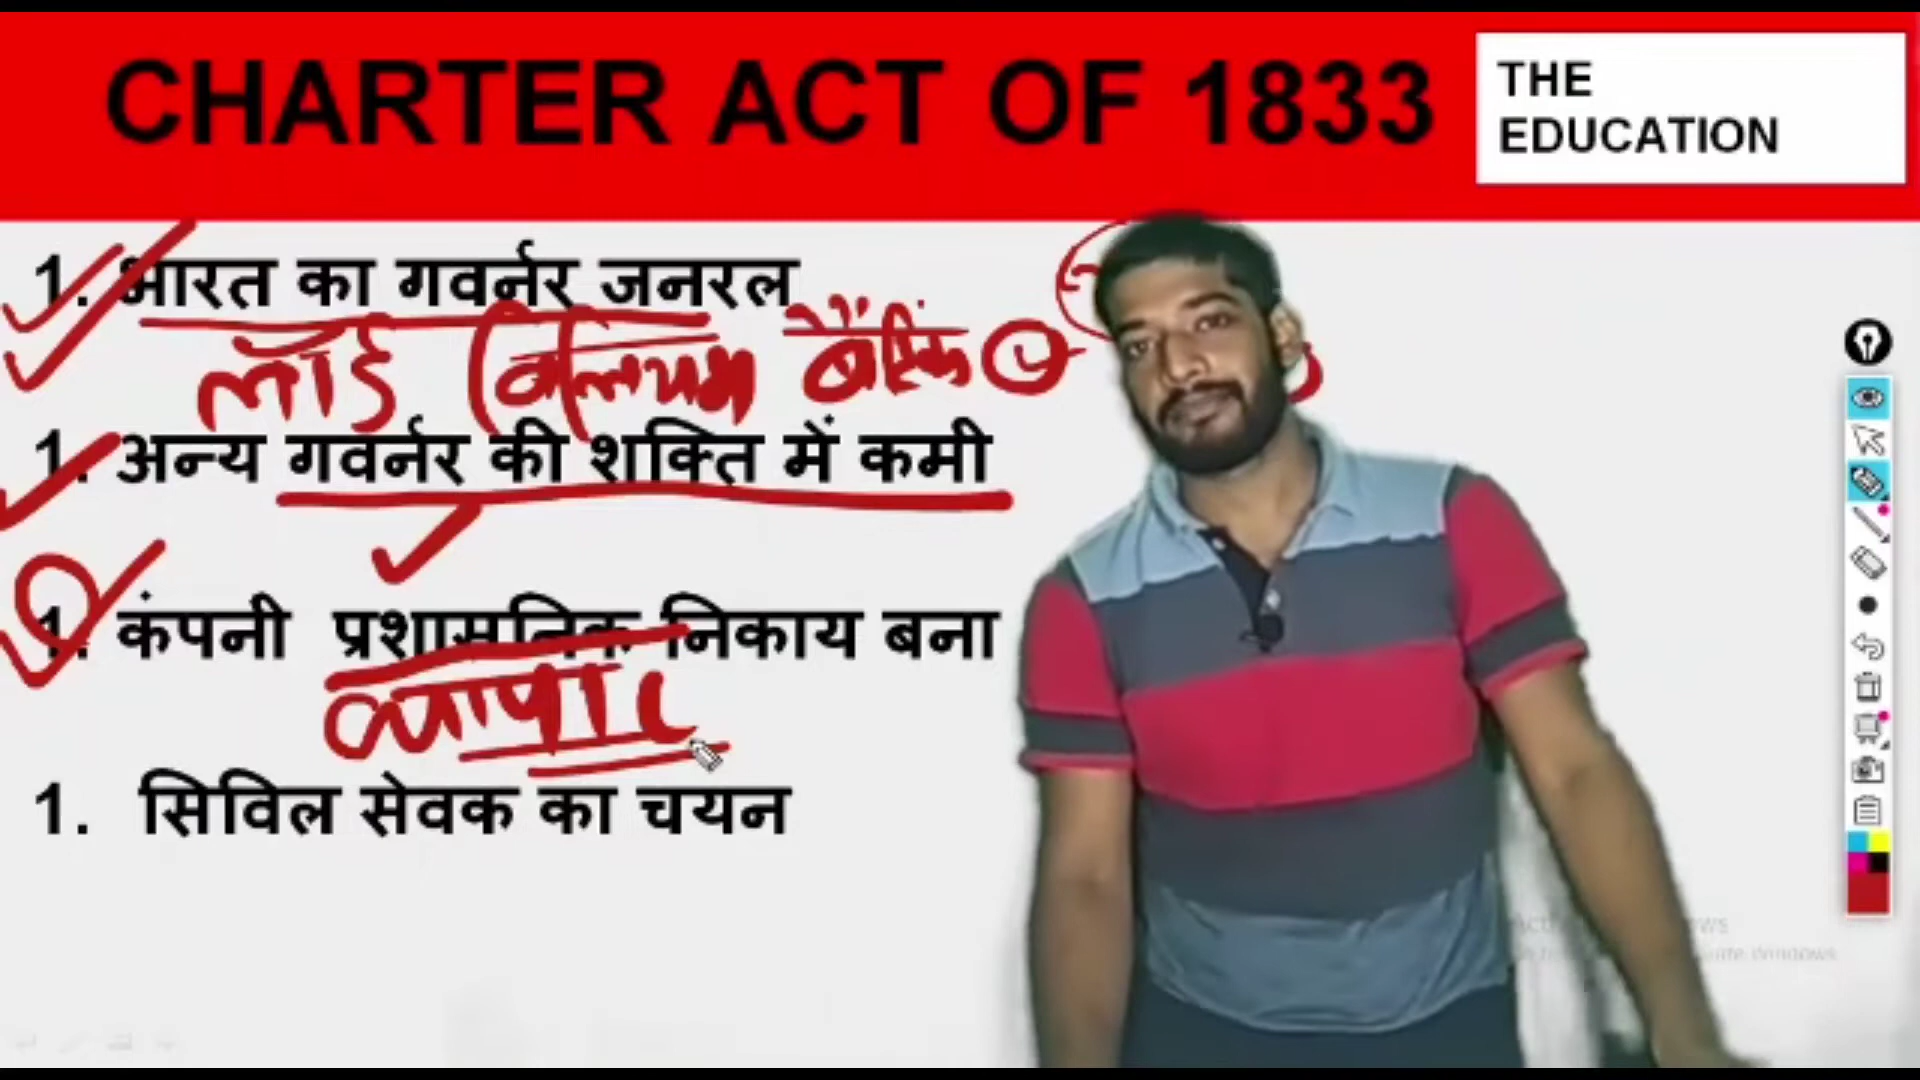 CHARTER ACT OF 1833
THE
EDUCATION
1. भारत का गवर्नर जनरल
लॉर्ड विलियम बैंटिंक
1. अन्य गवर्नर की शक्ति में कमी
1. कंपनी प्रशासनिक निकाय बना
व्यापार
1. सिविल सेवक का चयन